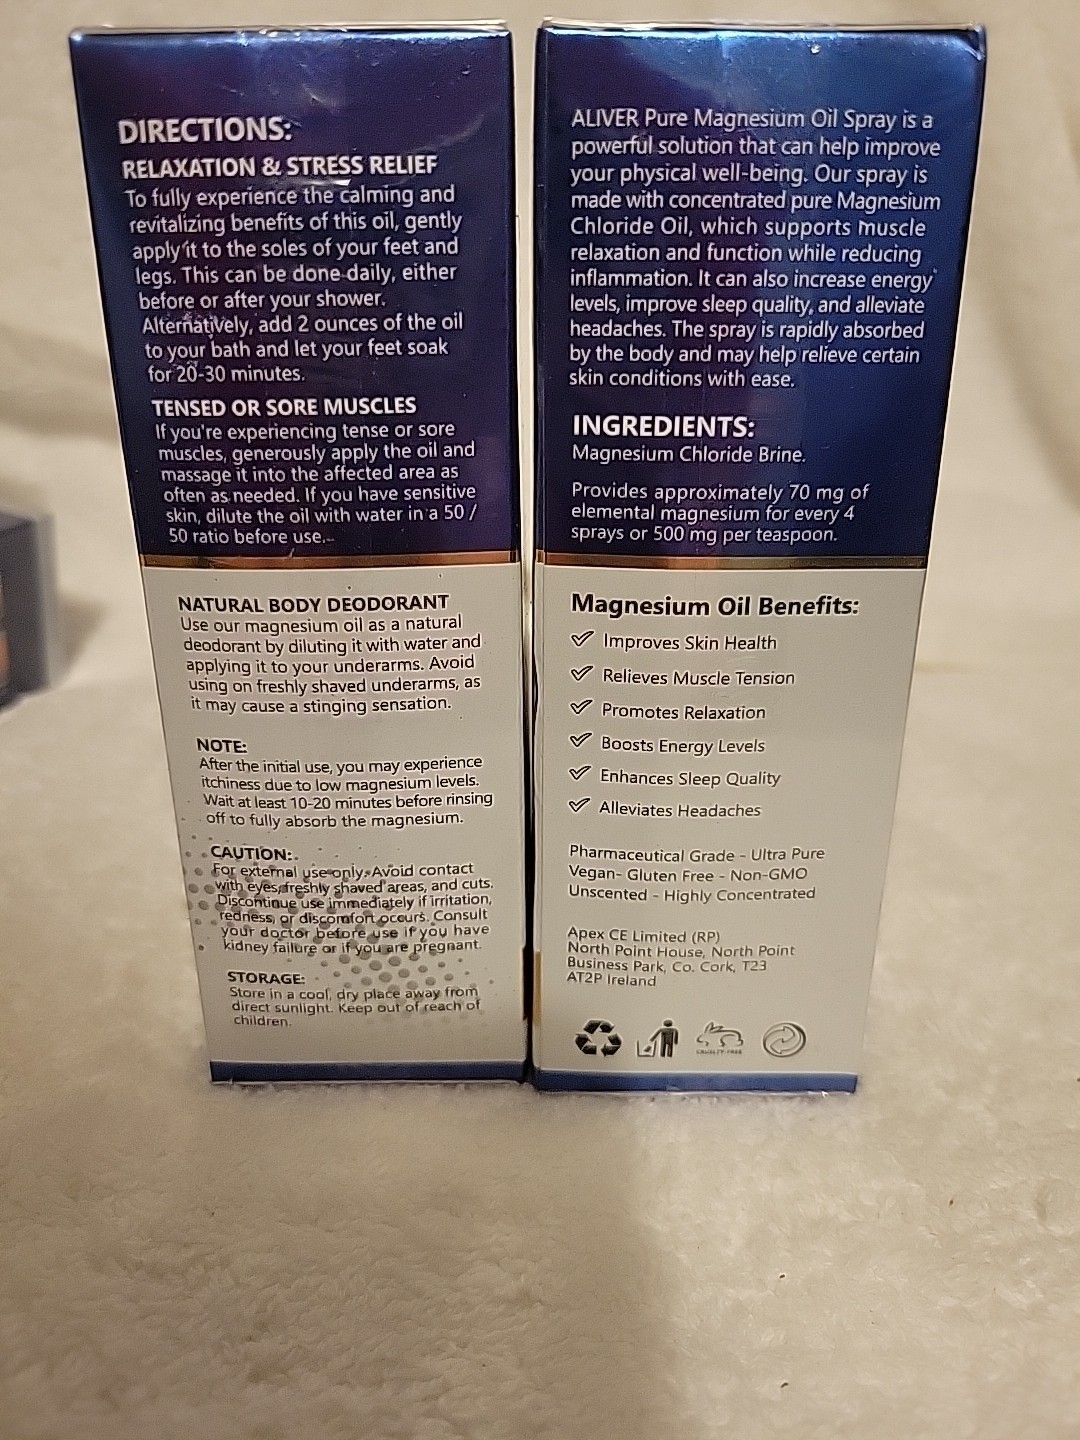 DIRECTIONS:
RELAXATION & STRESS RELIEF
To fully experience the calming and
revitalizing benefits of this oil, gently
apply it to the soles of your feet and
legs. This can be done daily, either
before or after your shower.
Alternatively, add 2 ounces of the oil
to your bath and let your feet soak
for 20-30 minutes.
TENSED OR SORE MUSCLES
If you're experiencing tense or sore
muscles, generously apply the oil and
massage it into the affected area as
often as needed. If you have sensitive
skin, dilute the oil with water in a 50 /
50 ratio before use.
NATURAL BODY DEODORANT
Use our magnesium oil as a natural
deodorant by diluting it with water and
applying it to your underarms. Avoid
using on freshly shaved underarms, as
it may cause a stinging sensation.
NOTE:
After the initial use, you may experience
itchiness due to low magnesium levels.
Wait at least 10-20 minutes before rinsing
off to fully absorb the magnesium.
CAUTION:
For external use only. Avoid contact
with eyes, freshly shaved areas, and cuts.
Discontinue use immediately if irritation,
redness, or discomfort occurs. Consult
your doctor before use if you have
kidney failure or if you are pregnant.
STORAGE:
Store in a cool, dry place away from
direct sunlight. Keep out of reach of
children.
ALIVER Pure Magnesium Oil Spray is a
powerful solution that can help improve
your physical well-being. Our spray is
made with concentrated pure Magnesium
Chloride Oil, which supports muscle
relaxation and function while reducing
inflammation. It can also increase energy
levels, improve sleep quality, and alleviate
headaches. The spray is rapidly absorbed
by the body and may help relieve certain
skin conditions with ease.
INGREDIENTS:
Magnesium Chloride Brine.
Provides approximately 70 mg of
elemental magnesium for every 4
sprays or 500 mg per teaspoon.
Magnesium Oil Benefits:
Improves Skin Health
Relieves Muscle Tension
Promotes Relaxation
Boosts Energy Levels
Enhances Sleep Quality
Alleviates Headaches
Pharmaceutical Grade - Ultra Pure
Vegan- Gluten Free - Non-GMO
Unscented - Highly Concentrated
Apex CE Limited (RP)
North Point House, North Point
Business Park, Co. Cork, T23
AT2P Ireland
CRUELTY FREE